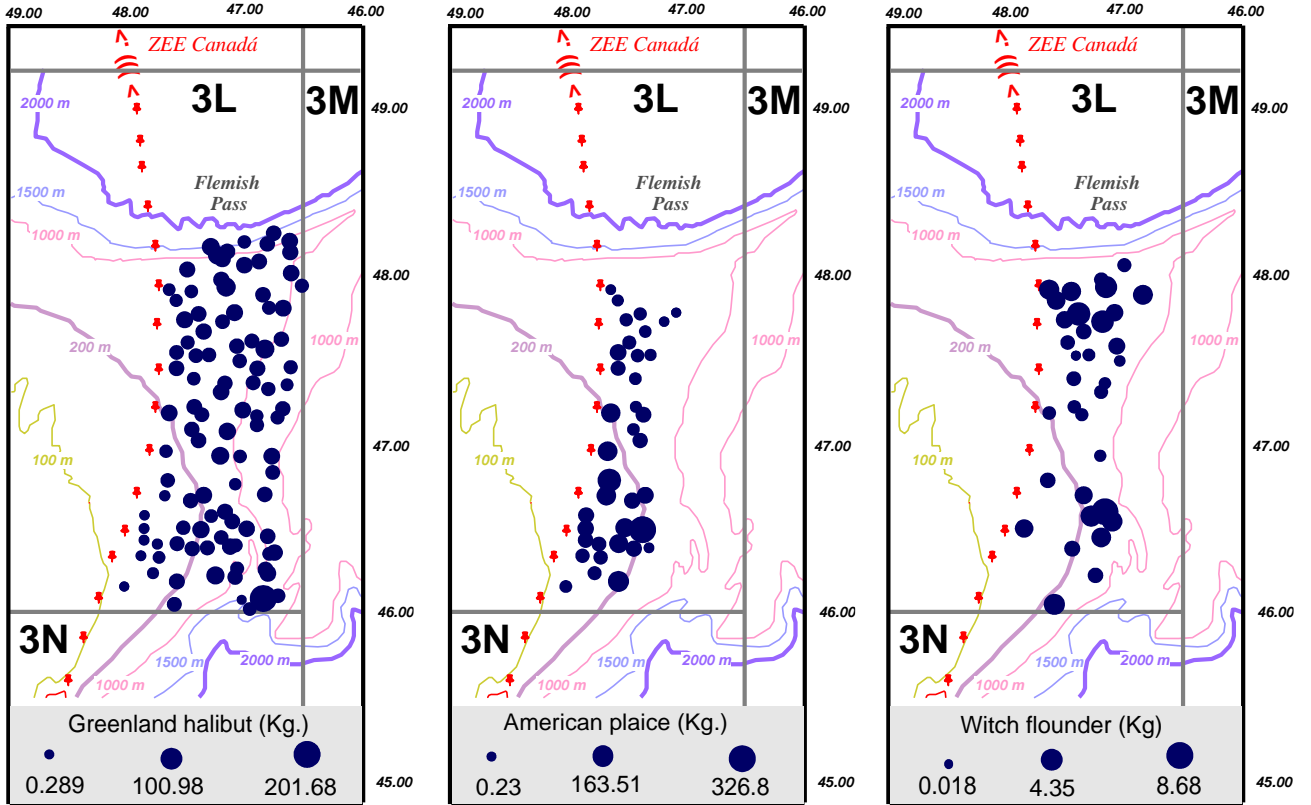 49.00 48.00 47.00 46.00
ZEE Canadá
3L 3M
2000 m
49.00
Flemish
Pass
1500 m
1000 m
48.00
200 m
1000 m
100 m
47.00
46.00
3N
1500 m
2000 m
1000 m
Greenland halibut (Kg.)
0.289 100.98 201.68
45.00
49.00 48.00 47.00 46.00
ZEE Canadá
3L 3M
2000 m
49.00
Flemish
Pass
1500 m
1000 m
48.00
200 m
1000 m
100 m
47.00
46.00
3N
1500 m
2000 m
1000 m
American plaice (Kg.)
0.23 163.51 326.8
45.00
49.00 48.00 47.00 46.00
ZEE Canadá
3L 3M
2000 m
49.00
Flemish
Pass
1500 m
1000 m
48.00
200 m
1000 m
100 m
47.00
46.00
3N
1500 m
2000 m
1000 m
Witch flounder (Kg)
0.018 4.35 8.68
45.00